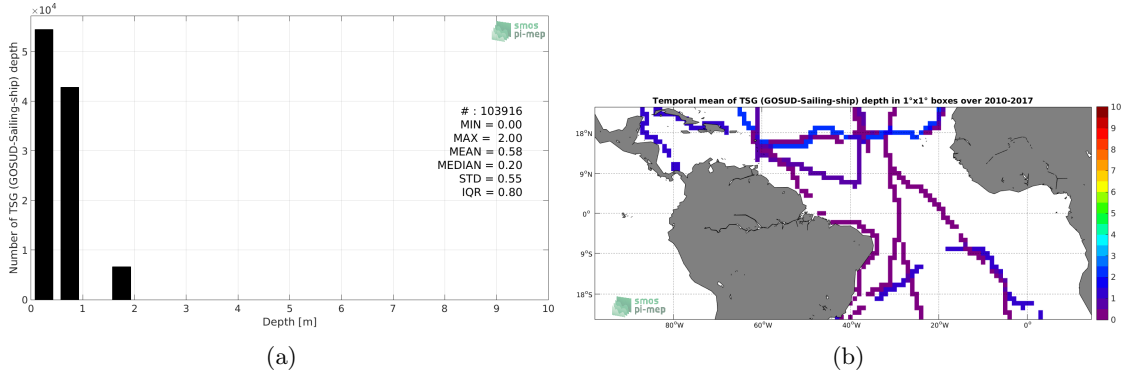 ×10⁴
5
4
3
2
1
0
0 1 2 3 4 5 6 7 8 9 10
Number of TSG (GOSUD-Sailing-ship) depth
Depth [m]
smos
pi-mep
# : 103916
MIN = 0.00
MAX = 2.00
MEAN = 0.58
MEDIAN = 0.20
STD = 0.55
IQR = 0.80
(a)
Temporal mean of TSG (GOSUD-Sailing-ship) depth in 1°x1° boxes over 2010-2017
18°N
9°N
0°
9°S
18°S
80°W 60°W 40°W 20°W 0°
10
9
8
7
6
5
4
3
2
1
0
smos
pi-mep
(b)